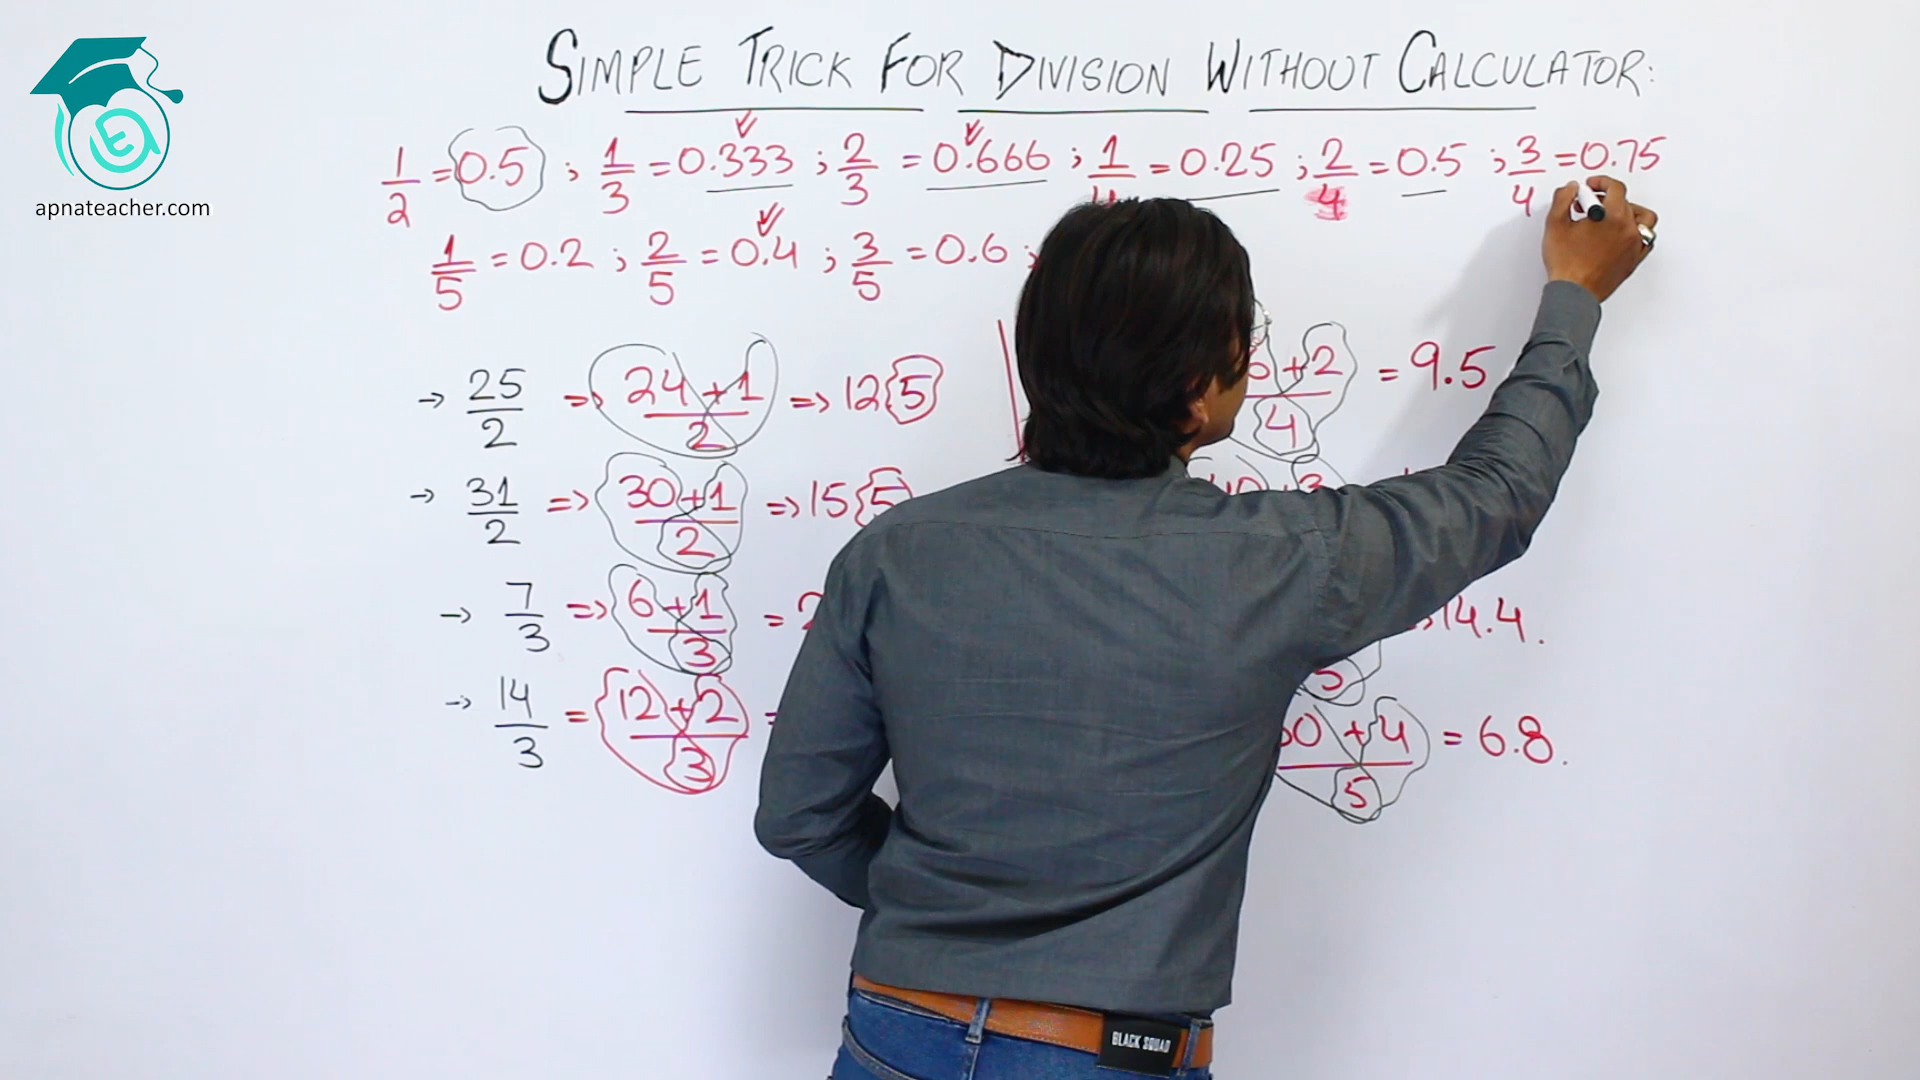 SIMPLE TRICK FOR DIVISION WITHOUT CALCULATOR:
1/2 = 0.5 ; 1/3 = 0.333 ; 2/3 = 0.666 ; 1/4 = 0.25 ; 2/4 = 0.5 ; 3/4 = 0.75
apnateacher.com
1/5 = 0.2 ; 2/5 = 0.4 ; 3/5 = 0.6 ;
→ 25/2 => 24 + 1/2 => 12.5
→ 31/2 => 30 + 1/2 => 15.5
→ 7/3 => 6 + 1/3 = 2
→ 14/3 = 12 + 2/3 =
+ 2/4 = 9.5
14.4.
+ 4/5 = 6.8.
BLACK SQUAD